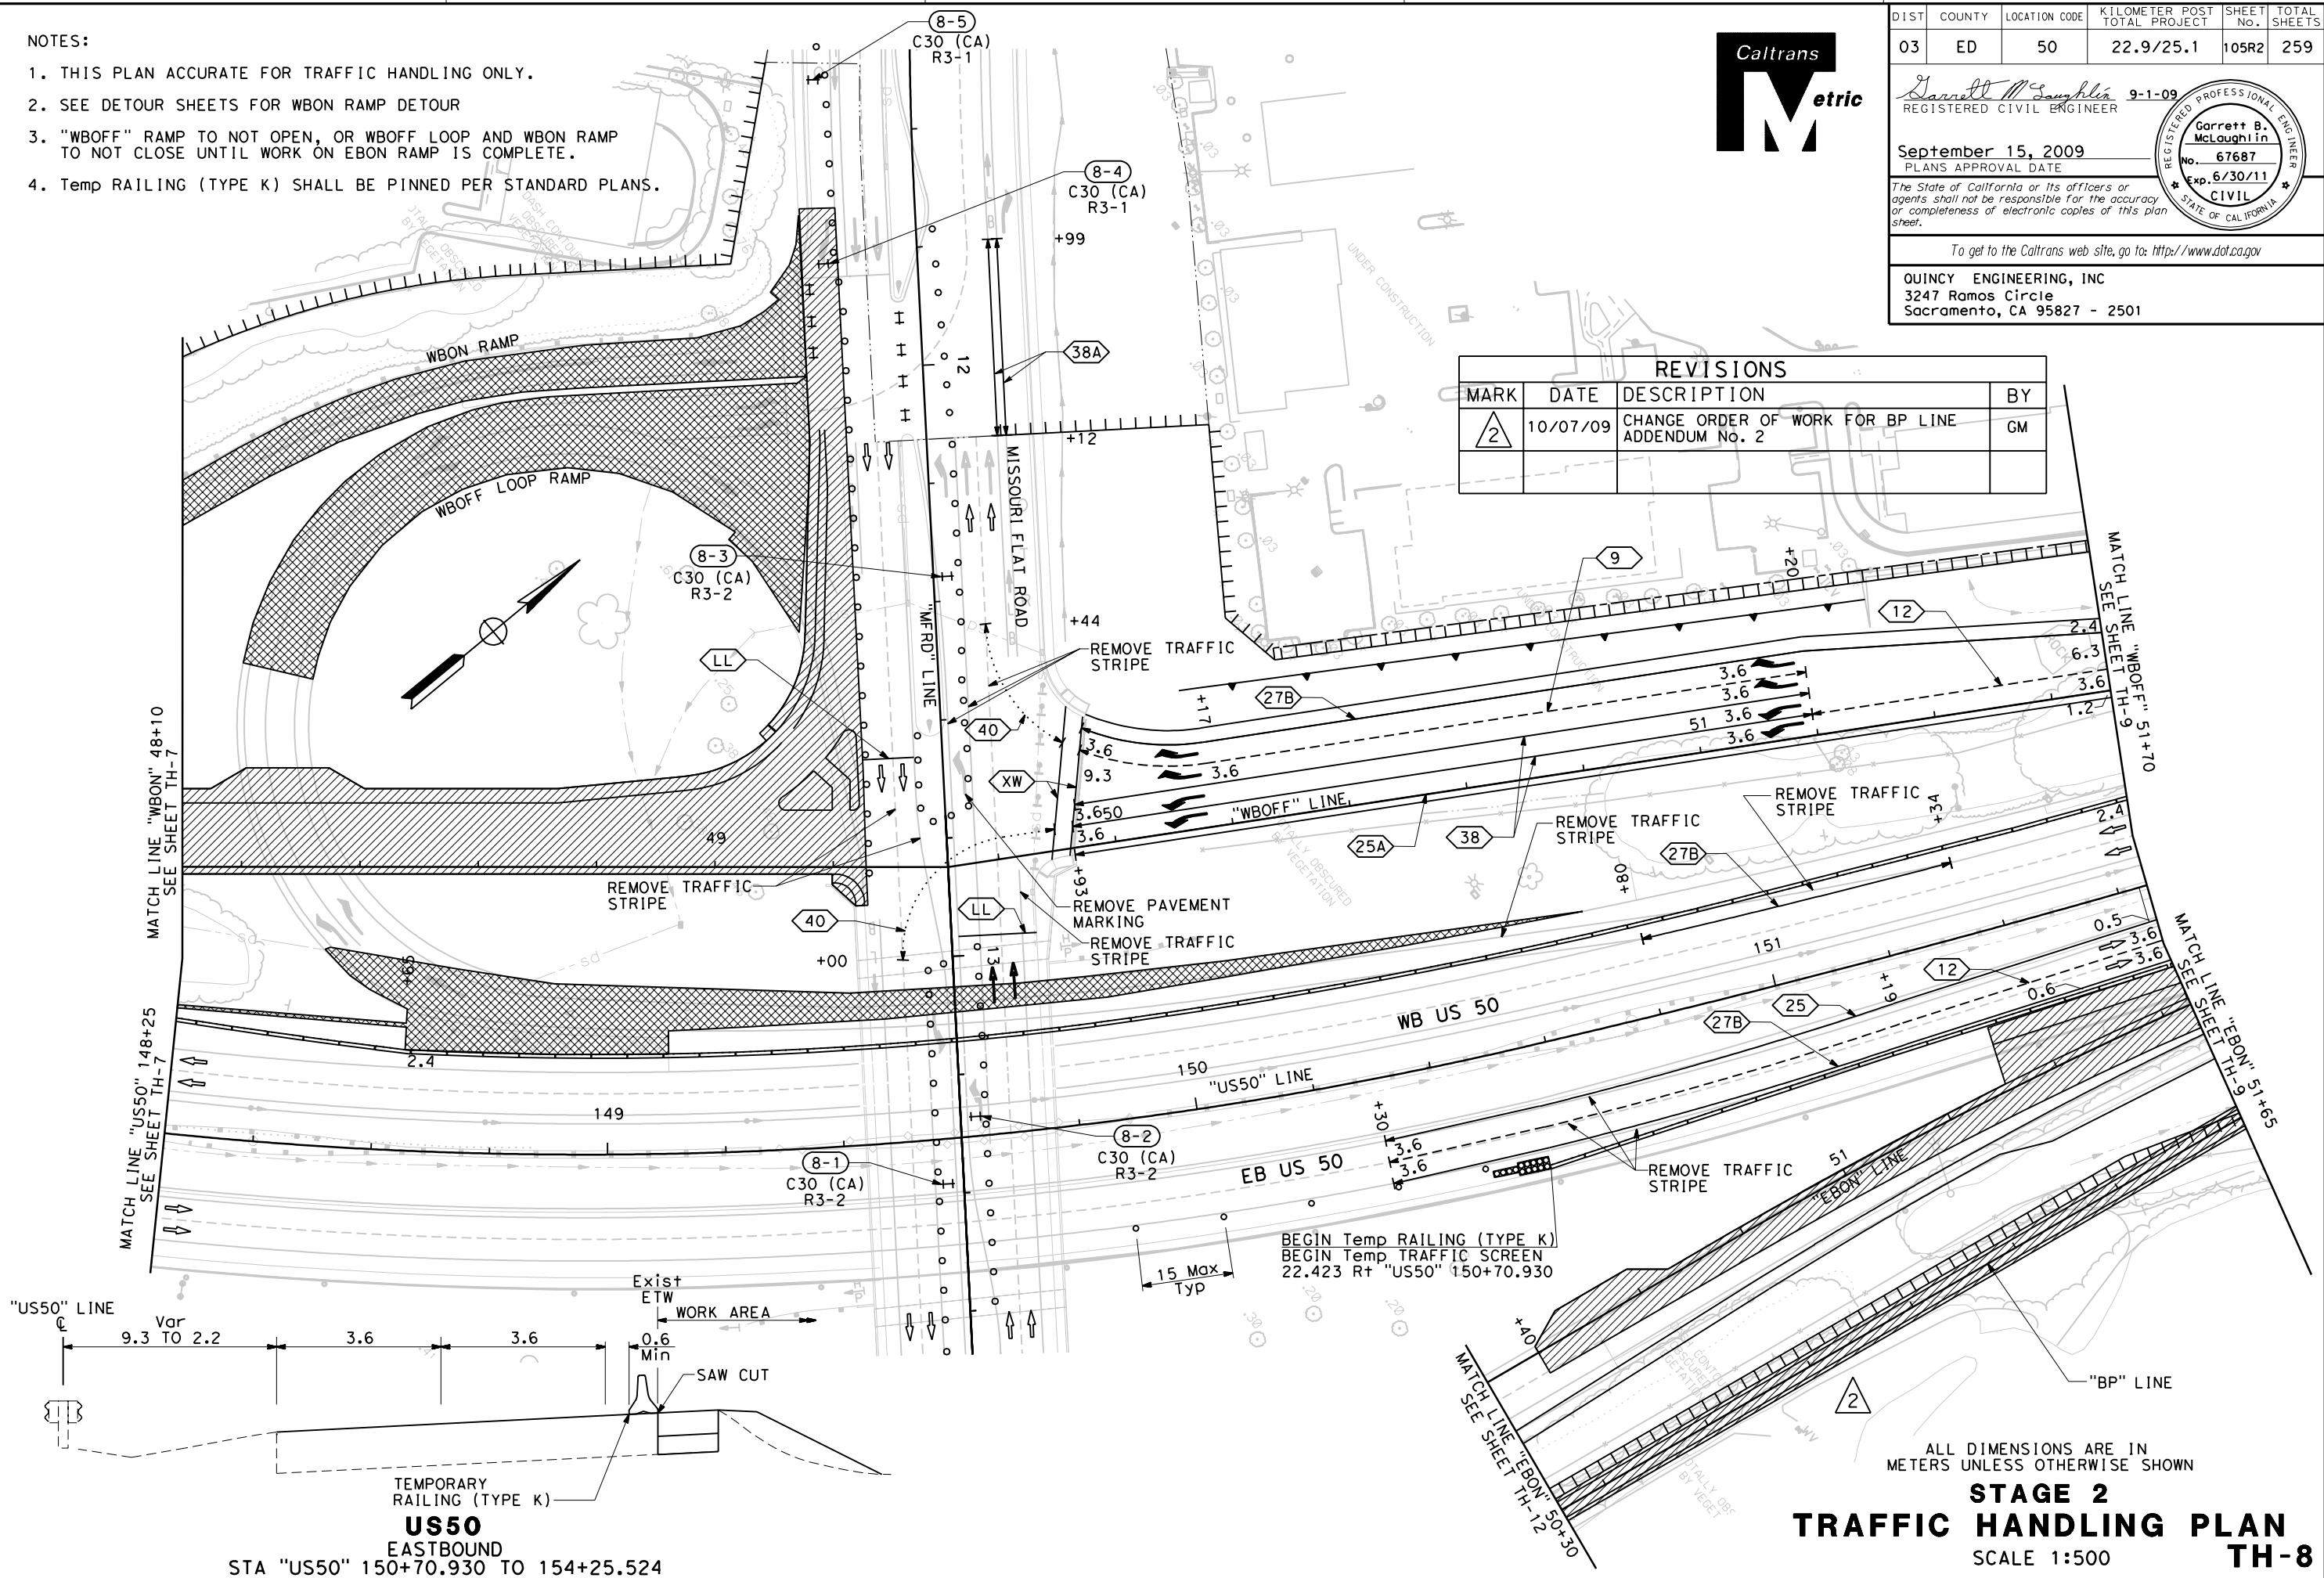 NOTES:
1. THIS PLAN ACCURATE FOR TRAFFIC HANDLING ONLY.
2. SEE DETOUR SHEETS FOR WBON RAMP DETOUR
3. "WBOFF" RAMP TO NOT OPEN, OR WBOFF LOOP AND WBON RAMP
TO NOT CLOSE UNTIL WORK ON EBON RAMP IS COMPLETE.
4. Temp RAILING (TYPE K) SHALL BE PINNED PER STANDARD PLANS.
8-5
C30 (CA)
R3-1
8-4
C30 (CA)
R3-1
Caltrans
Metric
DIST COUNTY LOCATION CODE KILOMETER POST TOTAL PROJECT SHEET No. TOTAL SHEETS
03 ED 50 22.9/25.1 105R2 259
Garrett McLaughlin 9-1-09
REGISTERED CIVIL ENGINEER
September 15, 2009
PLANS APPROVAL DATE
REGISTERED PROFESSIONAL ENGINEER
Garrett B.
McLaughlin
No. 67687
Exp. 6/30/11
CIVIL
STATE OF CALIFORNIA
The State of California or its officers or
agents shall not be responsible for the accuracy
or completeness of electronic copies of this plan
sheet.
To get to the Caltrans web site, go to: http://www.dot.ca.gov
QUINCY ENGINEERING, INC
3247 Ramos Circle
Sacramento, CA 95827 - 2501
REVISIONS
MARK DATE DESCRIPTION BY
2 10/07/09 CHANGE ORDER OF WORK FOR BP LINE
ADDENDUM No. 2 GM
+99
38A
12
+12
UNDER CONSTRUCTION
WBON RAMP
WBOFF LOOP RAMP
MISSOURI FLAT ROAD
"MFRD" LINE
8-3
C30 (CA)
R3-2
+44
REMOVE TRAFFIC
STRIPE
LL
40
XW
+17
27B
9
+20
12
3.6
3.6
3.6
3.6
51
2.4
6.3
3.6
1.2
MATCH LINE "WBOFF" 51+70
SEE SHEET TH-9
3.6
9.3
3.6
3.6
50
3.6
"WBOFF" LINE
25A
38
REMOVE TRAFFIC
STRIPE
REMOVE TRAFFIC
STRIPE
27B
+34
+08
2.4
MATCH LINE "WBON" 48+10
SEE SHEET TH-7
49
REMOVE TRAFFIC
STRIPE
40
+00
+93
LL
REMOVE PAVEMENT
MARKING
REMOVE TRAFFIC
STRIPE
13
+65
2.4
MATCH LINE "US50" 148+25
SEE SHEET TH-7
149
150
151
"US50" LINE
WB US 50
EB US 50
+19
12
25
27B
0.5
3.6
3.6
0.6
MATCH LINE "EBON" 51+65
SEE SHEET TH-9
8-2
C30 (CA)
R3-2
8-1
C30 (CA)
R3-2
+30
3.6
3.6
REMOVE TRAFFIC
STRIPE
BEGIN Temp RAILING (TYPE K)
BEGIN Temp TRAFFIC SCREEN
22.423 Rt "US50" 150+70.930
15 Max
Typ
51
"EBON" LINE
+40
MATCH LINE "EBON" 50+30
SEE SHEET TH-12
"BP" LINE
2
"US50" LINE
Var
9.3 TO 2.2
3.6
3.6
0.6
Min
Exist
ETW
WORK AREA
SAW CUT
TEMPORARY
RAILING (TYPE K)
US50
EASTBOUND
STA "US50" 150+70.930 TO 154+25.524
ALL DIMENSIONS ARE IN
METERS UNLESS OTHERWISE SHOWN
STAGE 2
TRAFFIC HANDLING PLAN
SCALE 1:500
TH-8